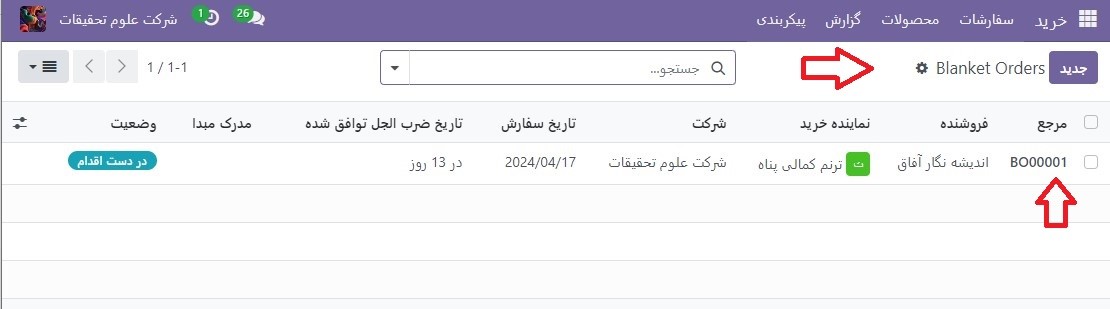 خرید سفارشات محصولات گزارش پیکربندی 26 1 شرکت علوم تحقیقات
جدید Blanket Orders جستجو... 1 / 1-1
مرجع فروشنده نماینده خرید شرکت تاریخ سفارش تاریخ ضرب الجل توافق شده مدرک مبدا وضعیت
BO00001 اندیشه نگار آفاق ت ترنم کمالی پناه شرکت علوم تحقیقات 2024/04/17 در 13 روز در دست اقدام